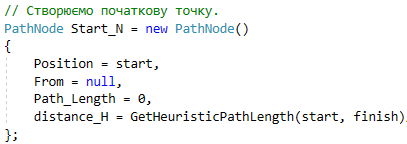 // Створюємо початкову точку.
PathNode Start_N = new PathNode()
{
Position = start,
From = null,
Path_Length = 0,
distance_H = GetHeuristicPathLength(start, finish)
};